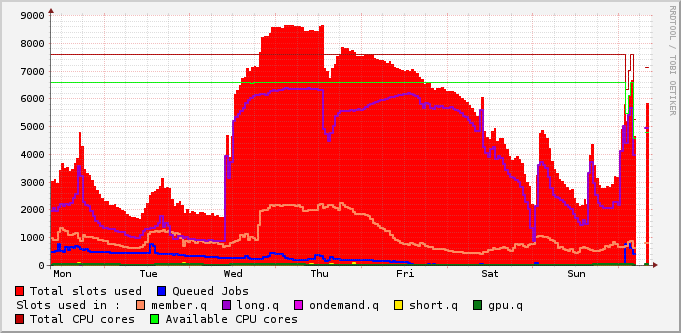 9000
8000
7000
6000
5000
4000
3000
2000
1000
0
Mon Tue Wed Thu Fri Sat Sun
RRDTOOL / TOBI OETIKER
Total slots used Queued Jobs
Slots used in : member.q long.q ondemand.q short.q gpu.q
Total CPU cores Available CPU cores